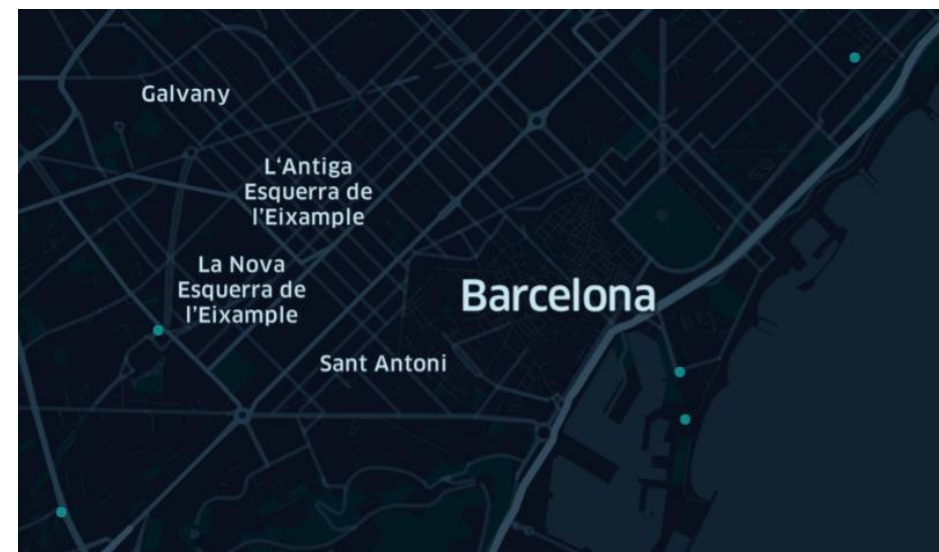 Galvany
L‘Antiga
Esquerra de
l’Eixample
La Nova
Esquerra de
l’Eixample
Barcelona
Sant Antoni